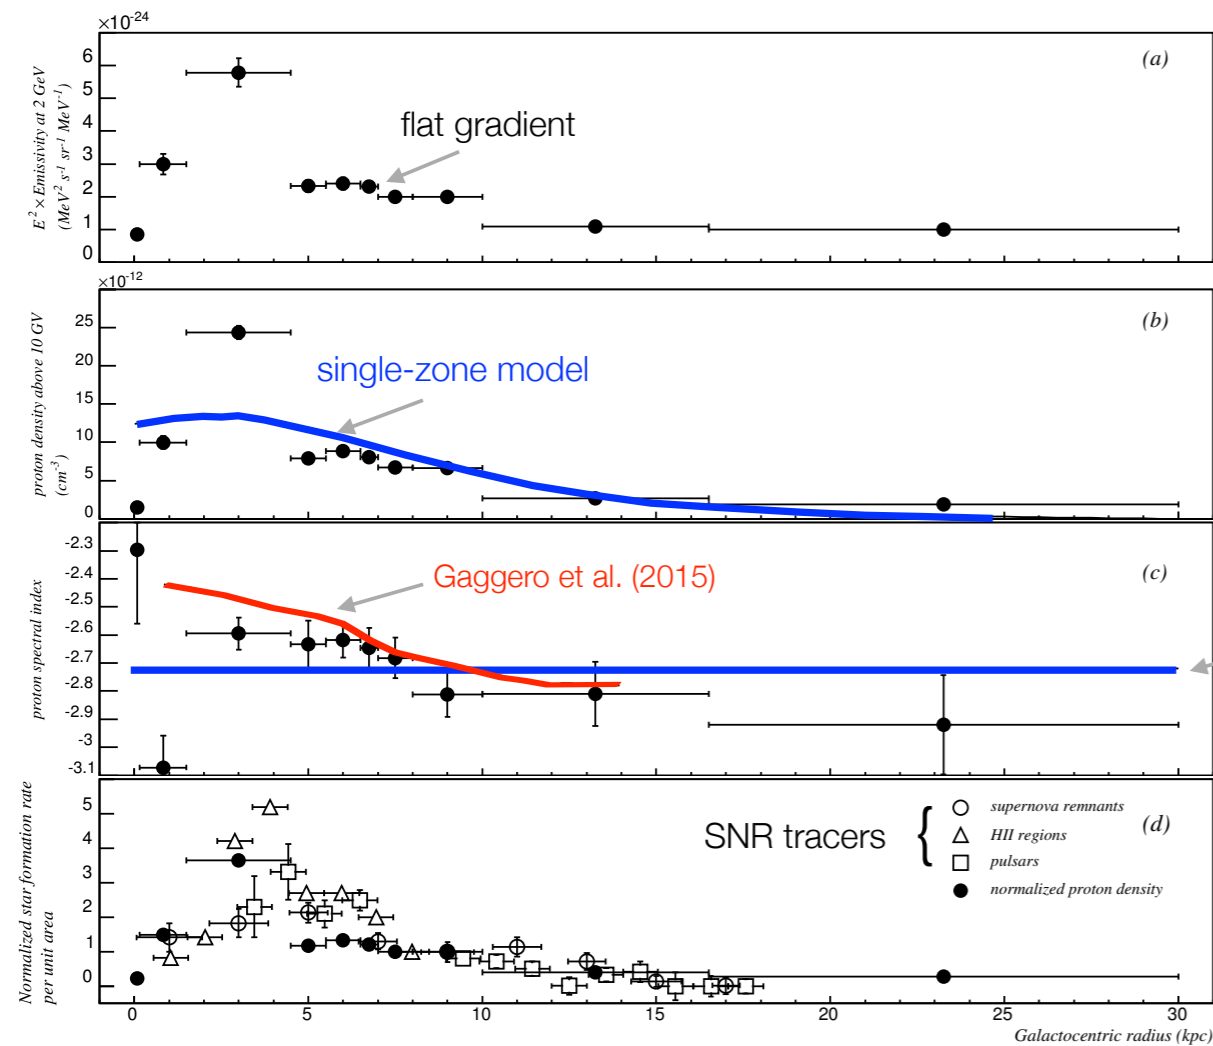 ×10⁻²⁴
6
5
4
3
2
1
0
E² × Emissivity at 2 GeV
(MeV² s⁻¹ sr⁻¹ MeV⁻¹)
(a)
flat gradient
×10⁻¹²
25
20
15
10
5
0
proton density above 10 GV
(cm⁻³)
(b)
single-zone model
-2.3
-2.4
-2.5
-2.6
-2.7
-2.8
-2.9
-3
-3.1
proton spectral index
(c)
Gaggero et al. (2015)
5
4
3
2
1
0
Normalized star formation rate
per unit area
(d)
SNR tracers {
supernova remnants
HII regions
pulsars
normalized proton density
0 5 10 15 20 25 30
Galactocentric radius (kpc)